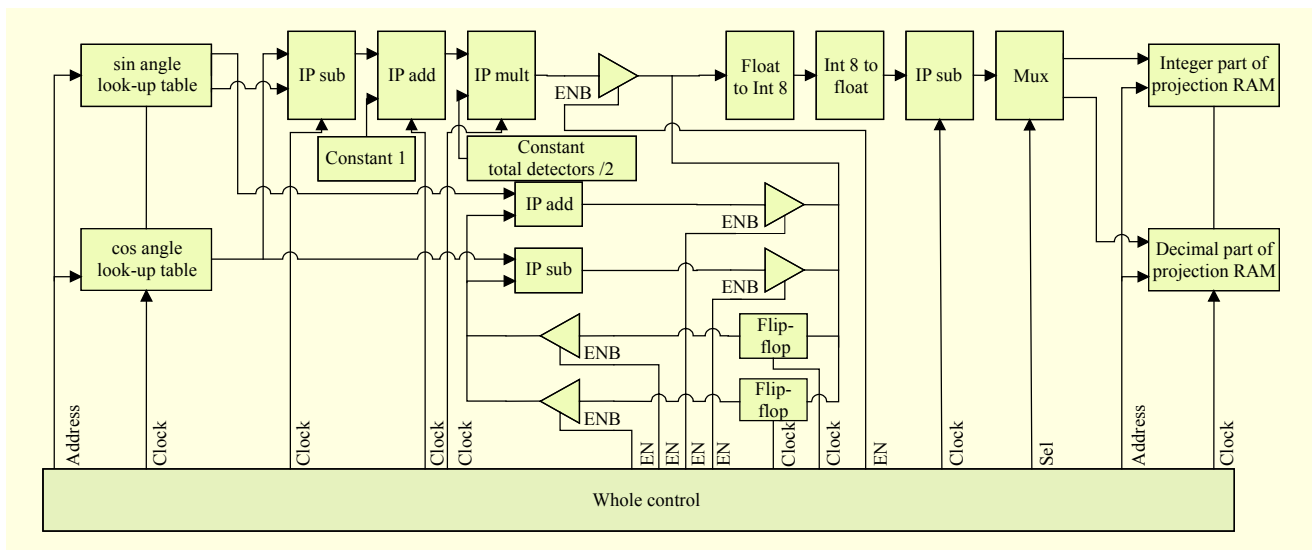 sin angle
look-up table
IP sub
IP add
IP mult
ENB
Float
to Int 8
Int 8 to
float
IP sub
Mux
Integer part of
projection RAM
Constant 1
Constant
total detectors /2
IP add
ENB
cos angle
look-up table
IP sub
ENB
Decimal part of
projection RAM
Flip-
flop
ENB
Flip-
flop
ENB
Address
Clock
Clock
Clock
Clock
EN
EN
EN
EN
Clock
Clock
EN
Clock
Sel
Address
Clock
Whole control